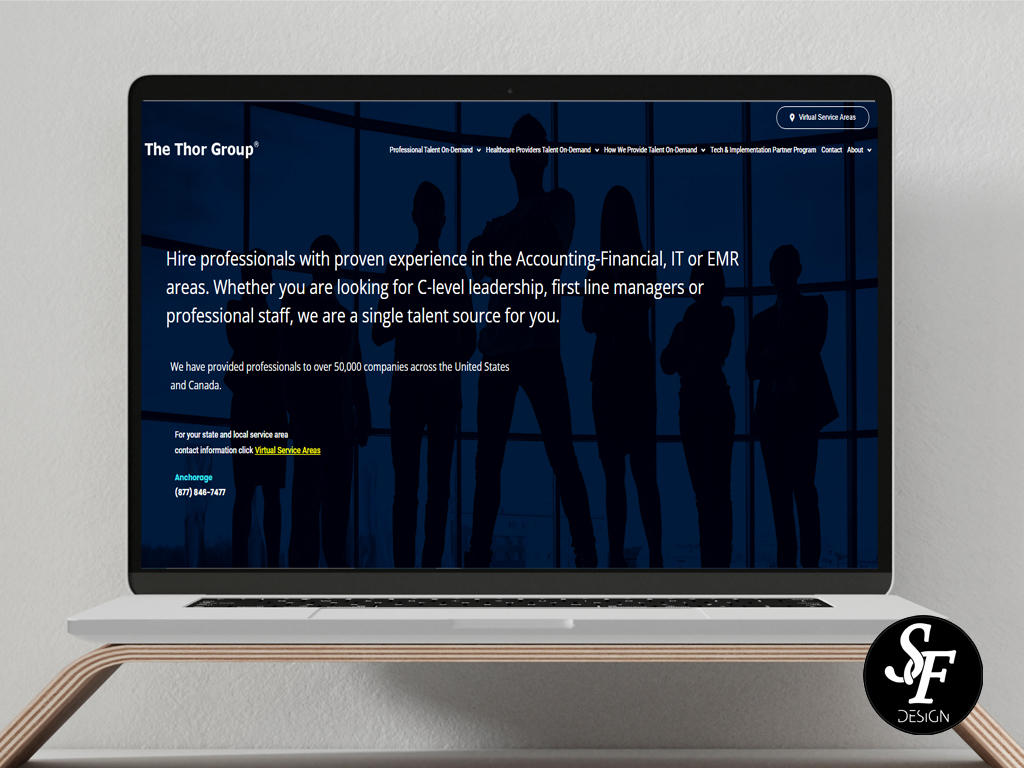 Virtual Service Areas
The Thor Group®
Professional Talent On-Demand Healthcare Providers Talent On-Demand How We Provide Talent On-Demand Tech & Implementation Partner Program Contact About
Hire professionals with proven experience in the Accounting-Financial, IT or EMR
areas. Whether you are looking for C-level leadership, first line managers or
professional staff, we are a single talent source for you.
We have provided professionals to over 50,000 companies across the United States
and Canada.
For your state and local service area
contact information click Virtual Service Areas
Anchorage
(877) 846-7477
SF
DESIGN